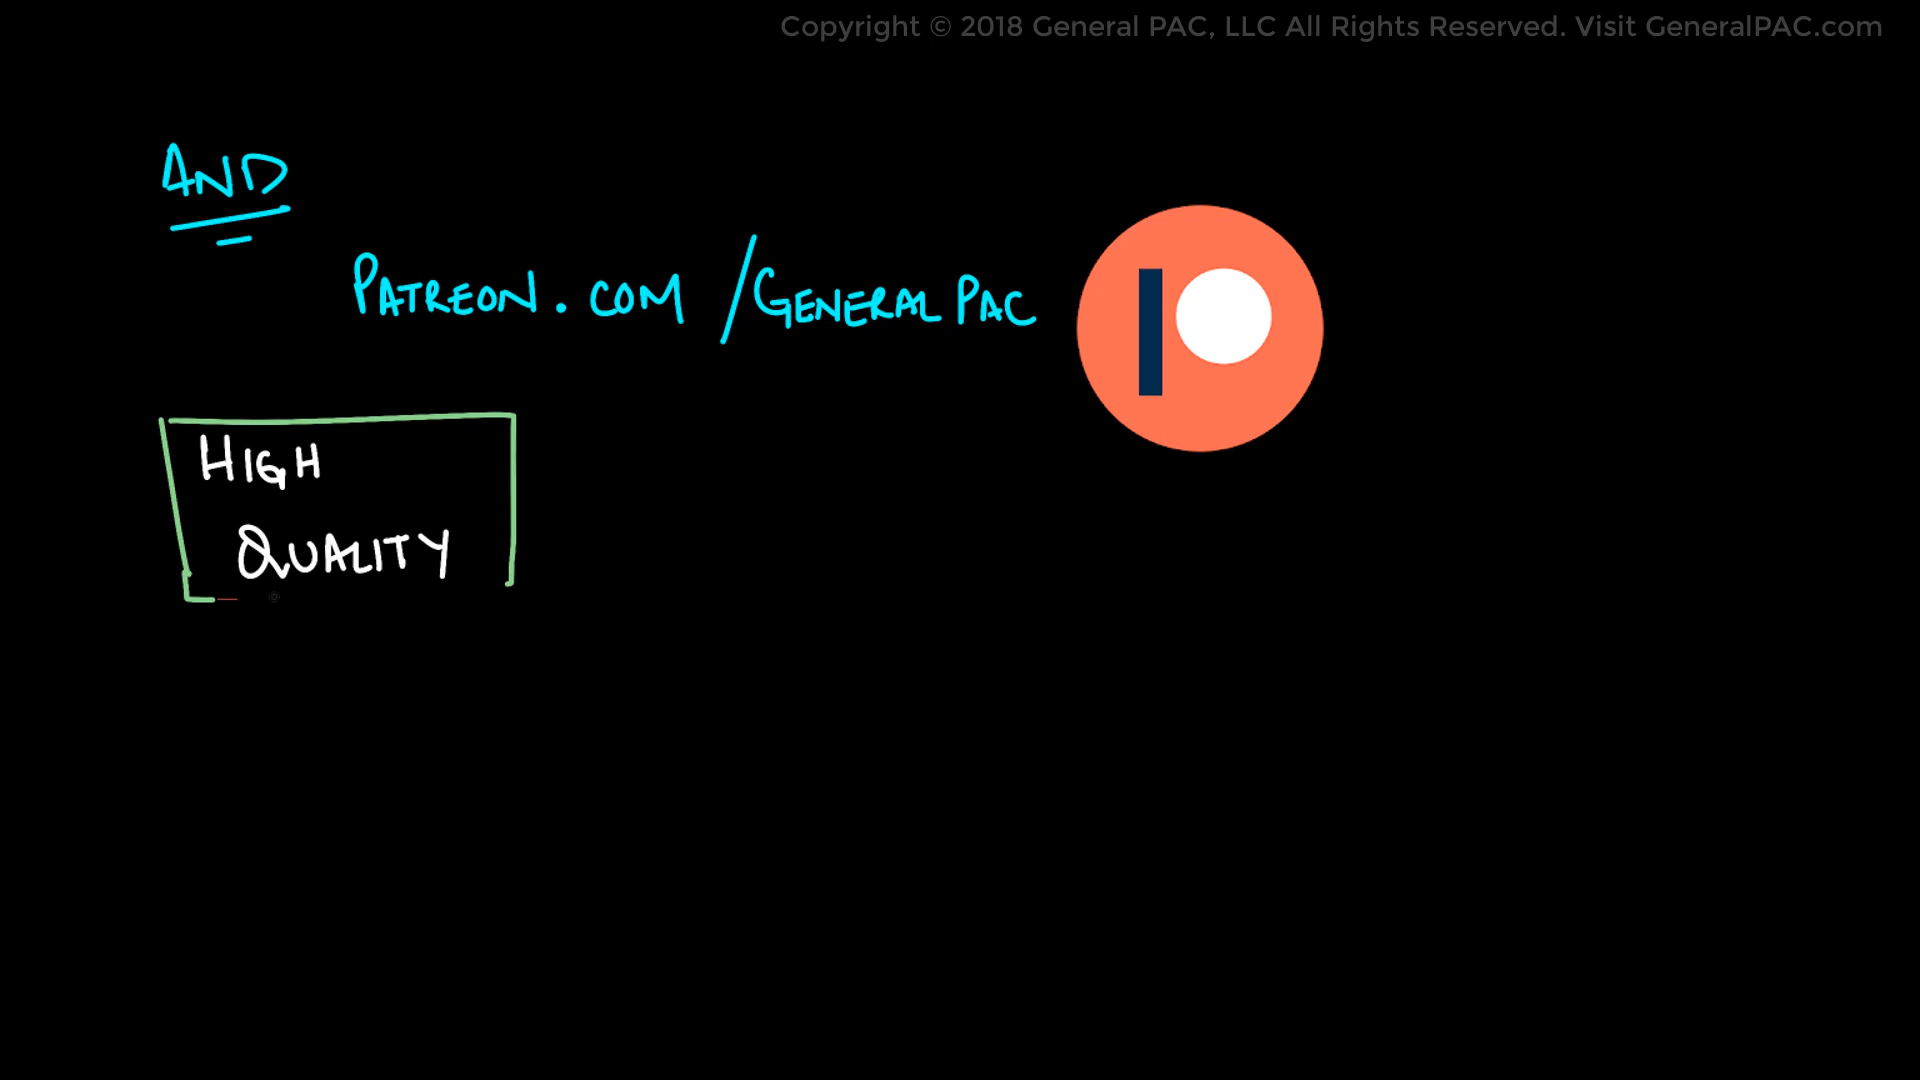 Copyright © 2018 General PAC, LLC All Rights Reserved. Visit GeneralPAC.com
AND
PATREON.COM/GENERAL PAC
HIGH
QUALITY